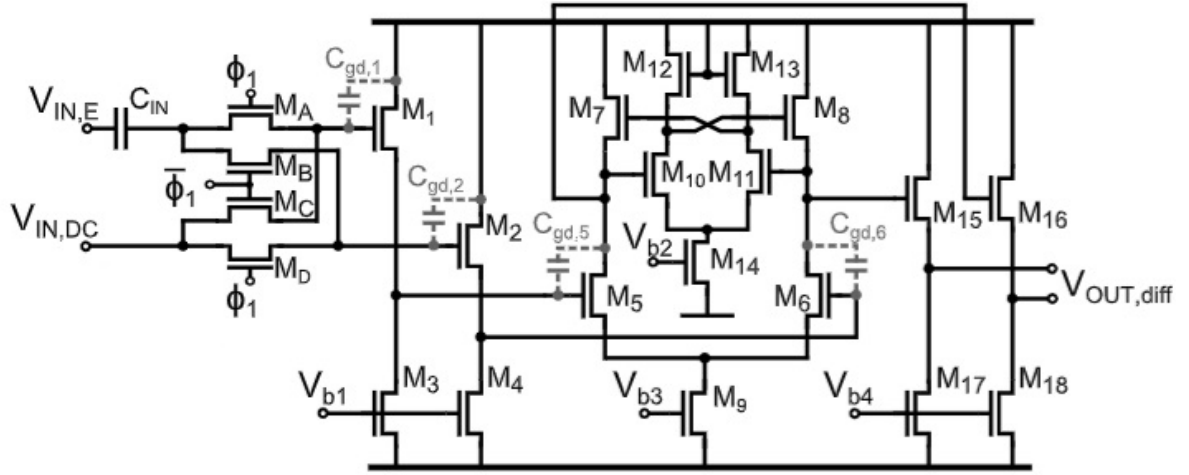 C_gd,1
ϕ1
V_IN,E
C_IN
M_A
M_1
M_B
ϕ̅1
M_C
V_IN,DC
M_D
ϕ1
C_gd,2
M_2
C_gd,5
M_12
M_13
M_7
M_8
M_10
M_11
C_gd,6
V_b2
M_14
M_5
M_6
M_15
M_16
V_OUT,diff
V_b1
M_3
M_4
V_b3
M_9
V_b4
M_17
M_18